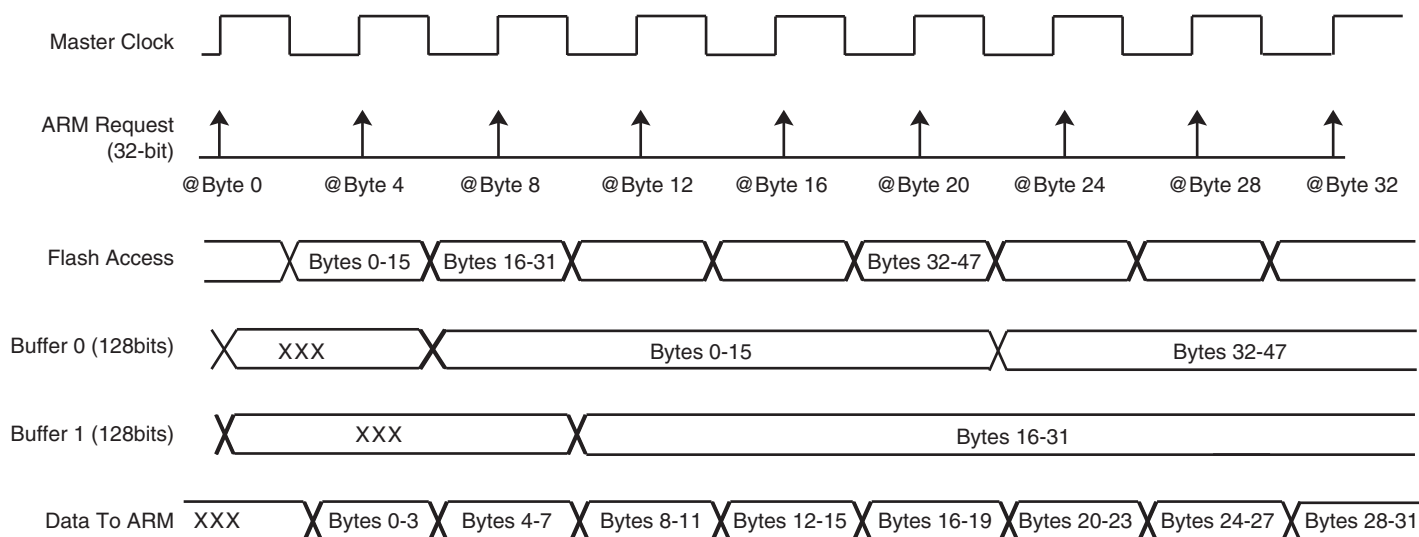 Master Clock
ARM Request
(32-bit)
@Byte 0 @Byte 4 @Byte 8 @Byte 12 @Byte 16 @Byte 20 @Byte 24 @Byte 28 @Byte 32
Flash Access Bytes 0-15 Bytes 16-31 Bytes 32-47
Buffer 0 (128bits) XXX Bytes 0-15 Bytes 32-47
Buffer 1 (128bits) XXX Bytes 16-31
Data To ARM XXX Bytes 0-3 Bytes 4-7 Bytes 8-11 Bytes 12-15 Bytes 16-19 Bytes 20-23 Bytes 24-27 Bytes 28-31